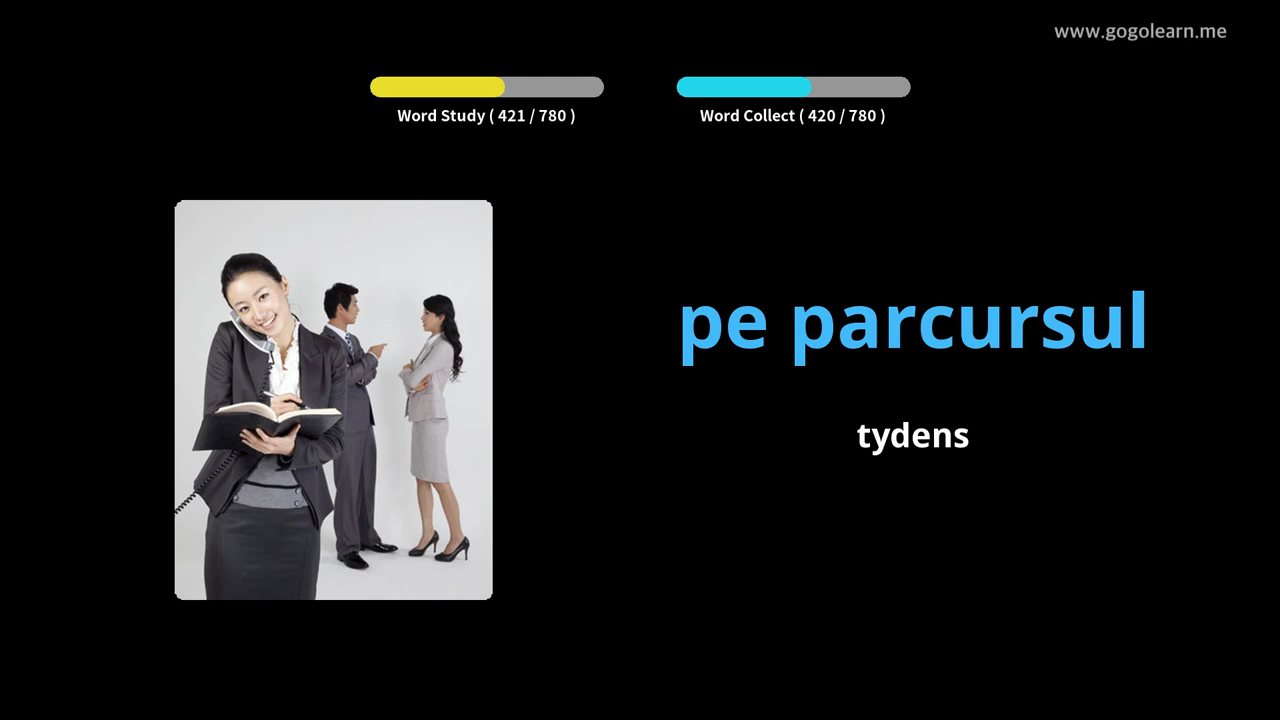 www.gogolearn.me
Word Study ( 421 / 780 )
Word Collect ( 420 / 780 )
pe parcursul
tydens